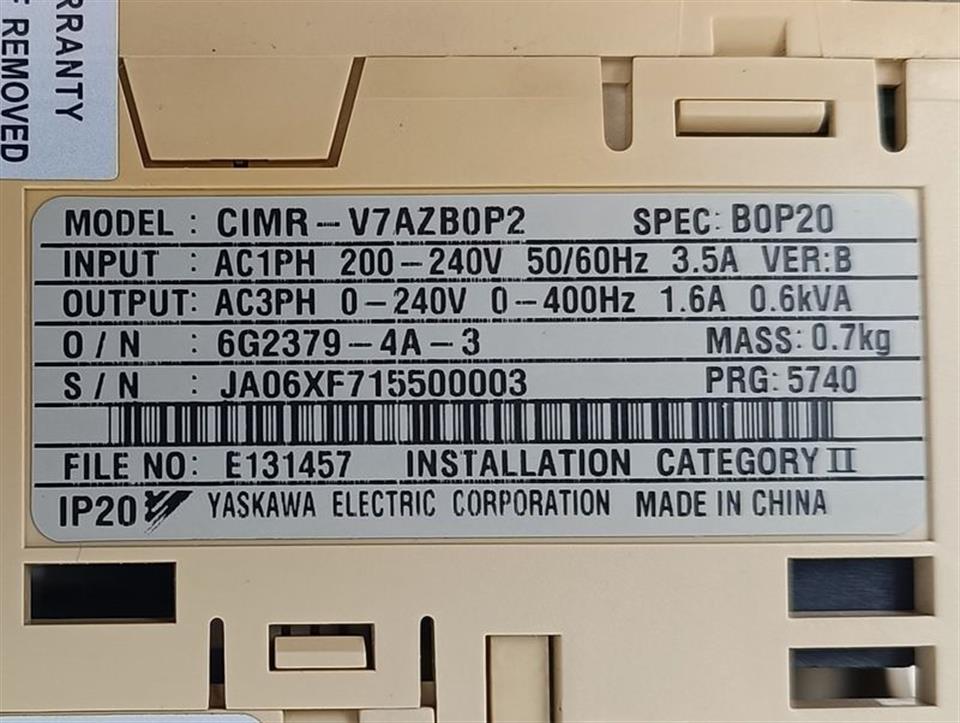 RRANTY
F REMOVED
MODEL : CIMR-V7AZB0P2 SPEC: B0P20
INPUT : AC1PH 200-240V 50/60Hz 3.5A VER:B
OUTPUT: AC3PH 0-240V 0-400Hz 1.6A 0.6kVA
O/N : 6G2379-4A-3 MASS: 0.7kg
S/N : JA06XF715500003 PRG: 5740
FILE NO: E131457 INSTALLATION CATEGORY II
IP20 YASKAWA ELECTRIC CORPORATION MADE IN CHINA